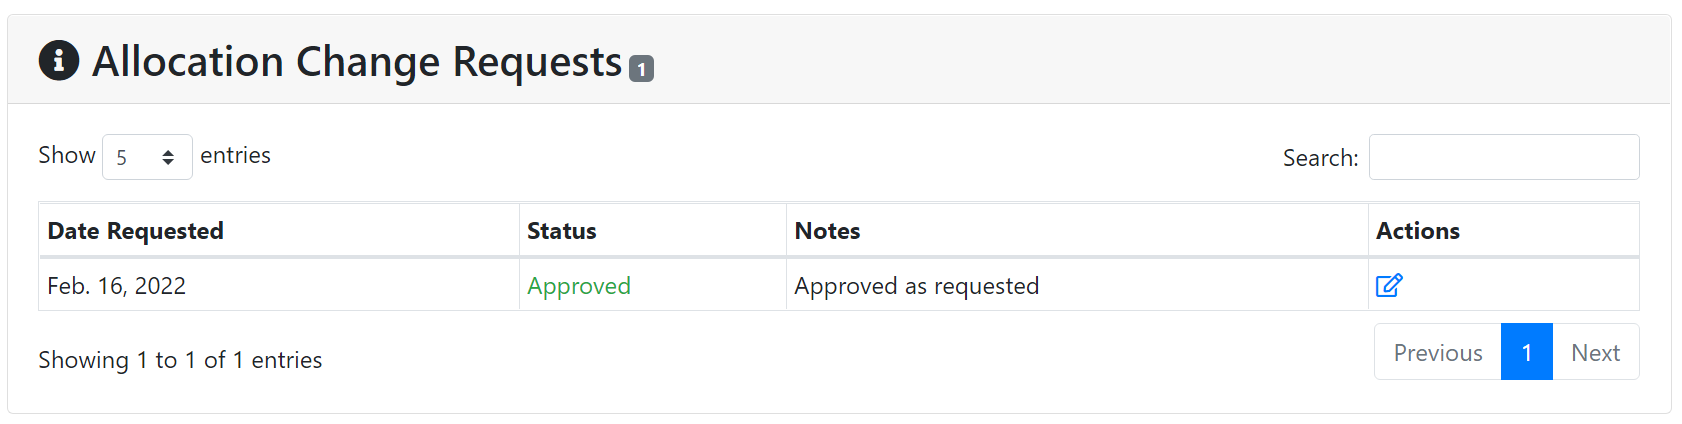 Allocation Change Requests 1
Show 5 entries
Search:
Date Requested Status Notes Actions
Feb. 16, 2022 Approved Approved as requested
Showing 1 to 1 of 1 entries
Previous 1 Next